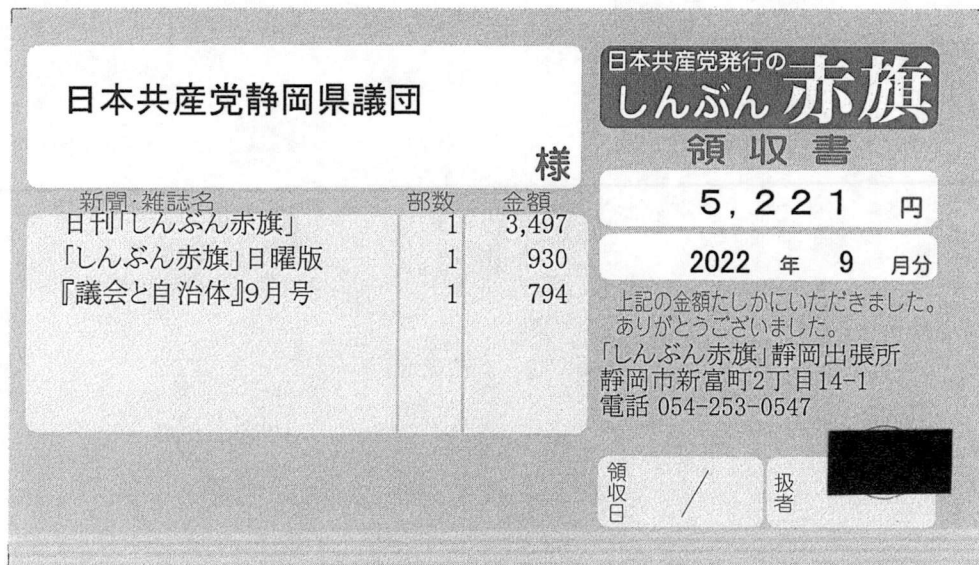 日本共産党静岡県議団
様
新聞・雑誌名 部数 金額
日刊「しんぶん赤旗」 1 3,497
「しんぶん赤旗」日曜版 1 930
『議会と自治体』9月号 1 794
日本共産党発行の
しんぶん赤旗
領収書
5,221 円
2022 年 9 月分
上記の金額たしかにいただきました。
ありがとうございました。
「しんぶん赤旗」静岡出張所
静岡市新富町2丁目14-1
電話 054-253-0547
領収日 /
扱者